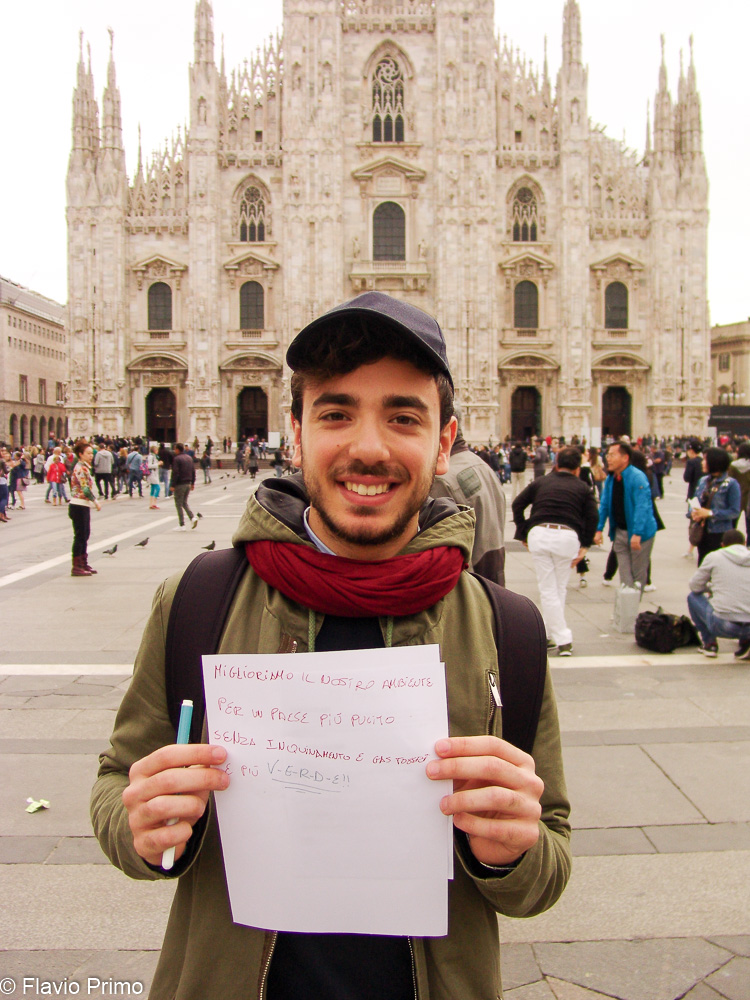 MIGLIORIAMO IL NOSTRO AMBIENTE
PER UN PAESE PIÙ PULITO
SENZA INQUINAMENTO E GAS TOSSICI
E PIÙ V-E-R-D-E!!
© Flavio Primo